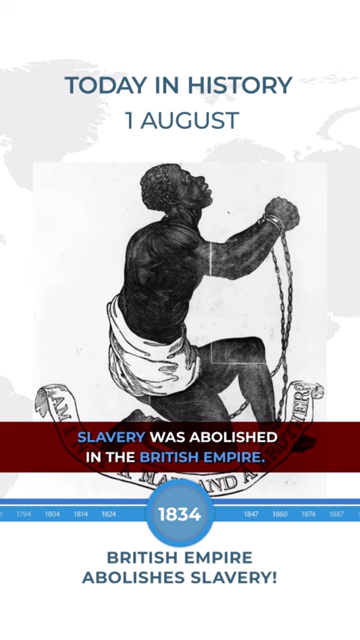 TODAY IN HISTORY
1 AUGUST
SLAVERY WAS ABOLISHED
IN THE BRITISH EMPIRE.
1794 1804 1814 1824 1834 1847 1860 1874 1887
BRITISH EMPIRE
ABOLISHES SLAVERY!